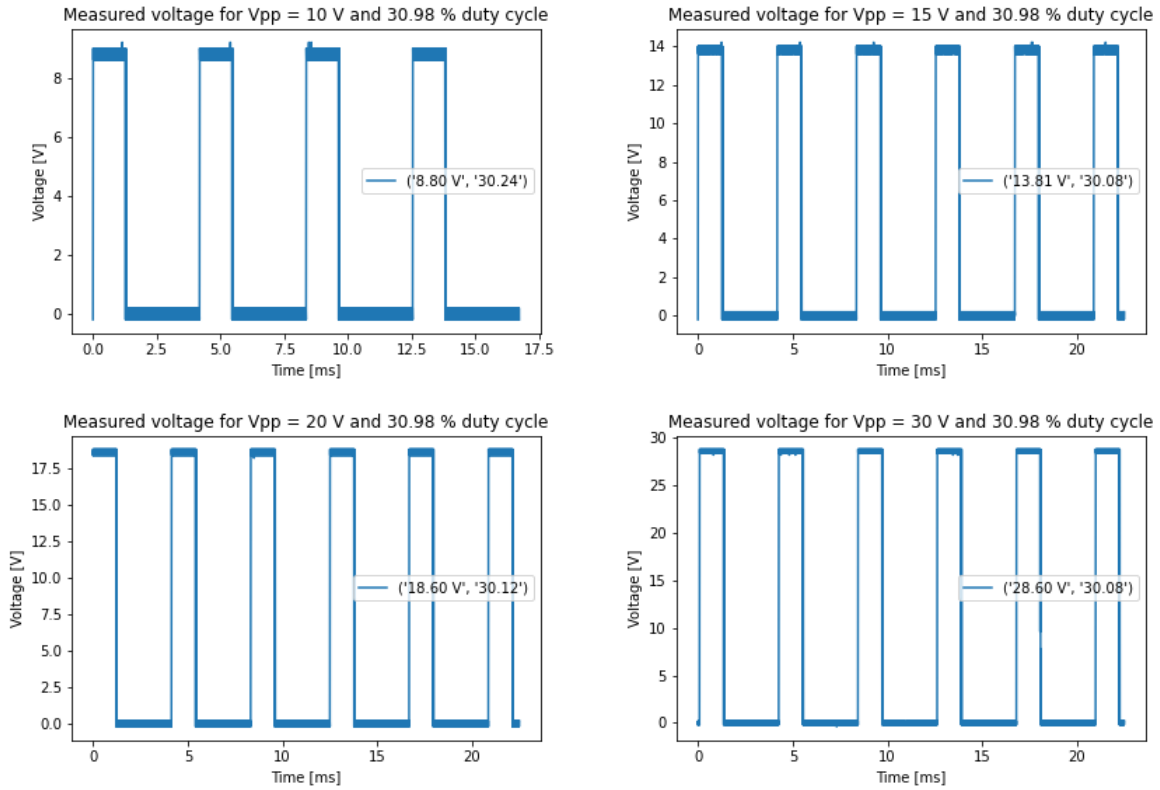 Measured voltage for Vpp = 10 V and 30.98 % duty cycle
8
6
4
2
0
Voltage [V]
('8.80 V', '30.24')
0.0 2.5 5.0 7.5 10.0 12.5 15.0 17.5
Time [ms]
Measured voltage for Vpp = 15 V and 30.98 % duty cycle
14
12
10
8
6
4
2
0
Voltage [V]
('13.81 V', '30.08')
0 5 10 15 20
Time [ms]
Measured voltage for Vpp = 20 V and 30.98 % duty cycle
17.5
15.0
12.5
10.0
7.5
5.0
2.5
0.0
Voltage [V]
('18.60 V', '30.12')
0 5 10 15 20
Time [ms]
Measured voltage for Vpp = 30 V and 30.98 % duty cycle
30
25
20
15
10
5
0
Voltage [V]
('28.60 V', '30.08')
0 5 10 15 20
Time [ms]